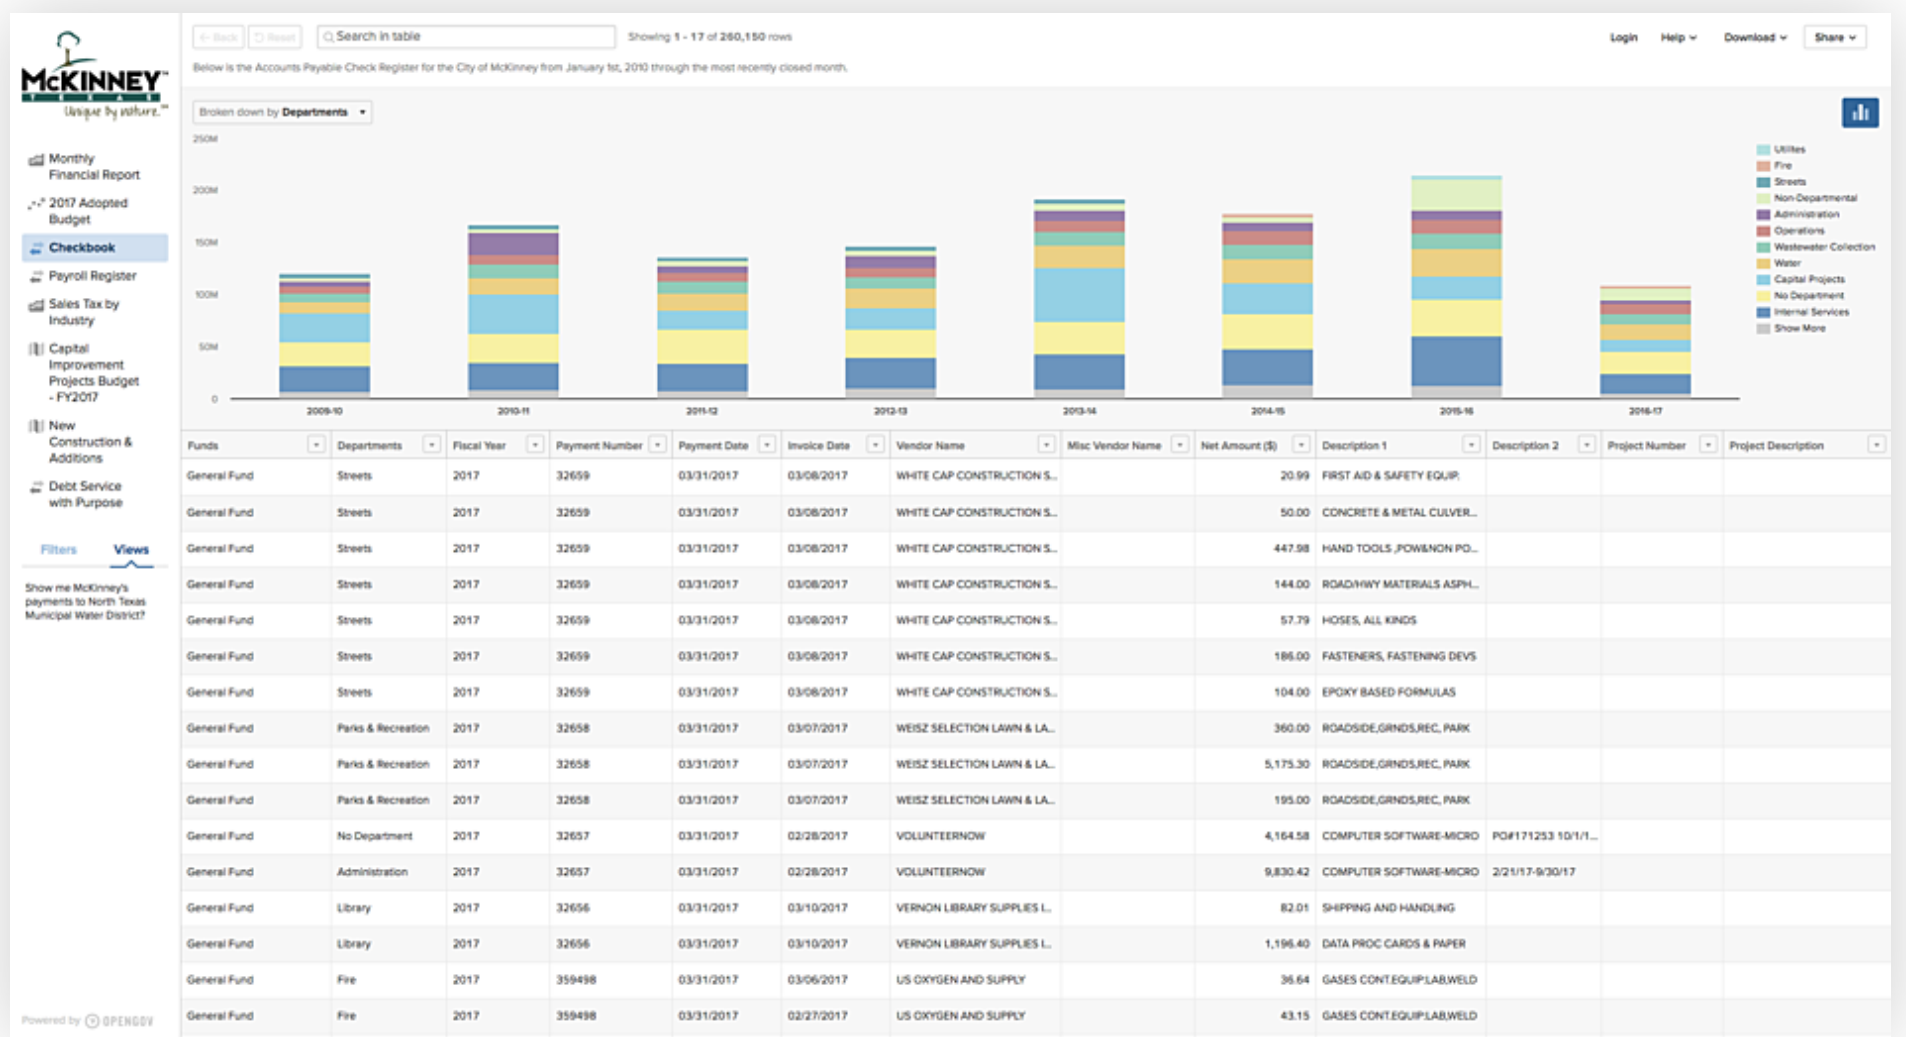 McKINNEY™
TEXAS
Unique by nature.™
Monthly
Financial Report
2017 Adopted
Budget
Checkbook
Payroll Register
Sales Tax by
Industry
Capital
Improvement
Projects Budget
- FY2017
New
Construction &
Additions
Debt Service
with Purpose
Filters Views
Show me McKinney's
payments to North Texas
Municipal Water District?
Powered by OPENGOV
Back Reset Search in table Showing 1 - 17 of 260,150 rows Login Help Download Share
Below is the Accounts Payable Check Register for the City of McKinney from January 1st, 2010 through the most recently closed month.
Broken down by Departments
250M
200M
150M
100M
50M
0
2009-10 2010-11 2011-12 2012-13 2013-14 2014-15 2015-16 2016-17
Utilites
Fire
Streets
Non-Departmental
Administration
Operations
Wastewater Collection
Water
Capital Projects
No Department
Internal Services
Show More
Funds Departments Fiscal Year Payment Number Payment Date Invoice Date Vendor Name Misc Vendor Name Net Amount ($) Description 1 Description 2 Project Number Project Description
General Fund Streets 2017 32659 03/31/2017 03/08/2017 WHITE CAP CONSTRUCTION S... 20.99 FIRST AID & SAFETY EQUIP.
General Fund Streets 2017 32659 03/31/2017 03/08/2017 WHITE CAP CONSTRUCTION S... 50.00 CONCRETE & METAL CULVER...
General Fund Streets 2017 32659 03/31/2017 03/08/2017 WHITE CAP CONSTRUCTION S... 447.98 HAND TOOLS ,POW&NON PO...
General Fund Streets 2017 32659 03/31/2017 03/08/2017 WHITE CAP CONSTRUCTION S... 144.00 ROAD/HWY MATERIALS ASPH...
General Fund Streets 2017 32659 03/31/2017 03/08/2017 WHITE CAP CONSTRUCTION S... 57.79 HOSES, ALL KINDS
General Fund Streets 2017 32659 03/31/2017 03/08/2017 WHITE CAP CONSTRUCTION S... 186.00 FASTENERS, FASTENING DEVS
General Fund Streets 2017 32659 03/31/2017 03/08/2017 WHITE CAP CONSTRUCTION S... 104.00 EPOXY BASED FORMULAS
General Fund Parks & Recreation 2017 32658 03/31/2017 03/07/2017 WEISZ SELECTION LAWN & LA... 360.00 ROADSIDE,GRNDS,REC, PARK
General Fund Parks & Recreation 2017 32658 03/31/2017 03/07/2017 WEISZ SELECTION LAWN & LA... 5,175.30 ROADSIDE,GRNDS,REC, PARK
General Fund Parks & Recreation 2017 32658 03/31/2017 03/07/2017 WEISZ SELECTION LAWN & LA... 195.00 ROADSIDE,GRNDS,REC, PARK
General Fund No Department 2017 32657 03/31/2017 02/28/2017 VOLUNTEERNOW 4,164.58 COMPUTER SOFTWARE-MICRO PO#171253 10/1/1...
General Fund Administration 2017 32657 03/31/2017 02/28/2017 VOLUNTEERNOW 9,830.42 COMPUTER SOFTWARE-MICRO 2/21/17-9/30/17
General Fund Library 2017 32656 03/31/2017 03/10/2017 VERNON LIBRARY SUPPLIES I... 82.01 SHIPPING AND HANDLING
General Fund Library 2017 32656 03/31/2017 03/10/2017 VERNON LIBRARY SUPPLIES I... 1,196.40 DATA PROC CARDS & PAPER
General Fund Fire 2017 359498 03/31/2017 03/06/2017 US OXYGEN AND SUPPLY 36.64 GASES CONT.EQUIP:LAB,WELD
General Fund Fire 2017 359498 03/31/2017 02/27/2017 US OXYGEN AND SUPPLY 43.15 GASES CONT.EQUIP:LAB,WELD